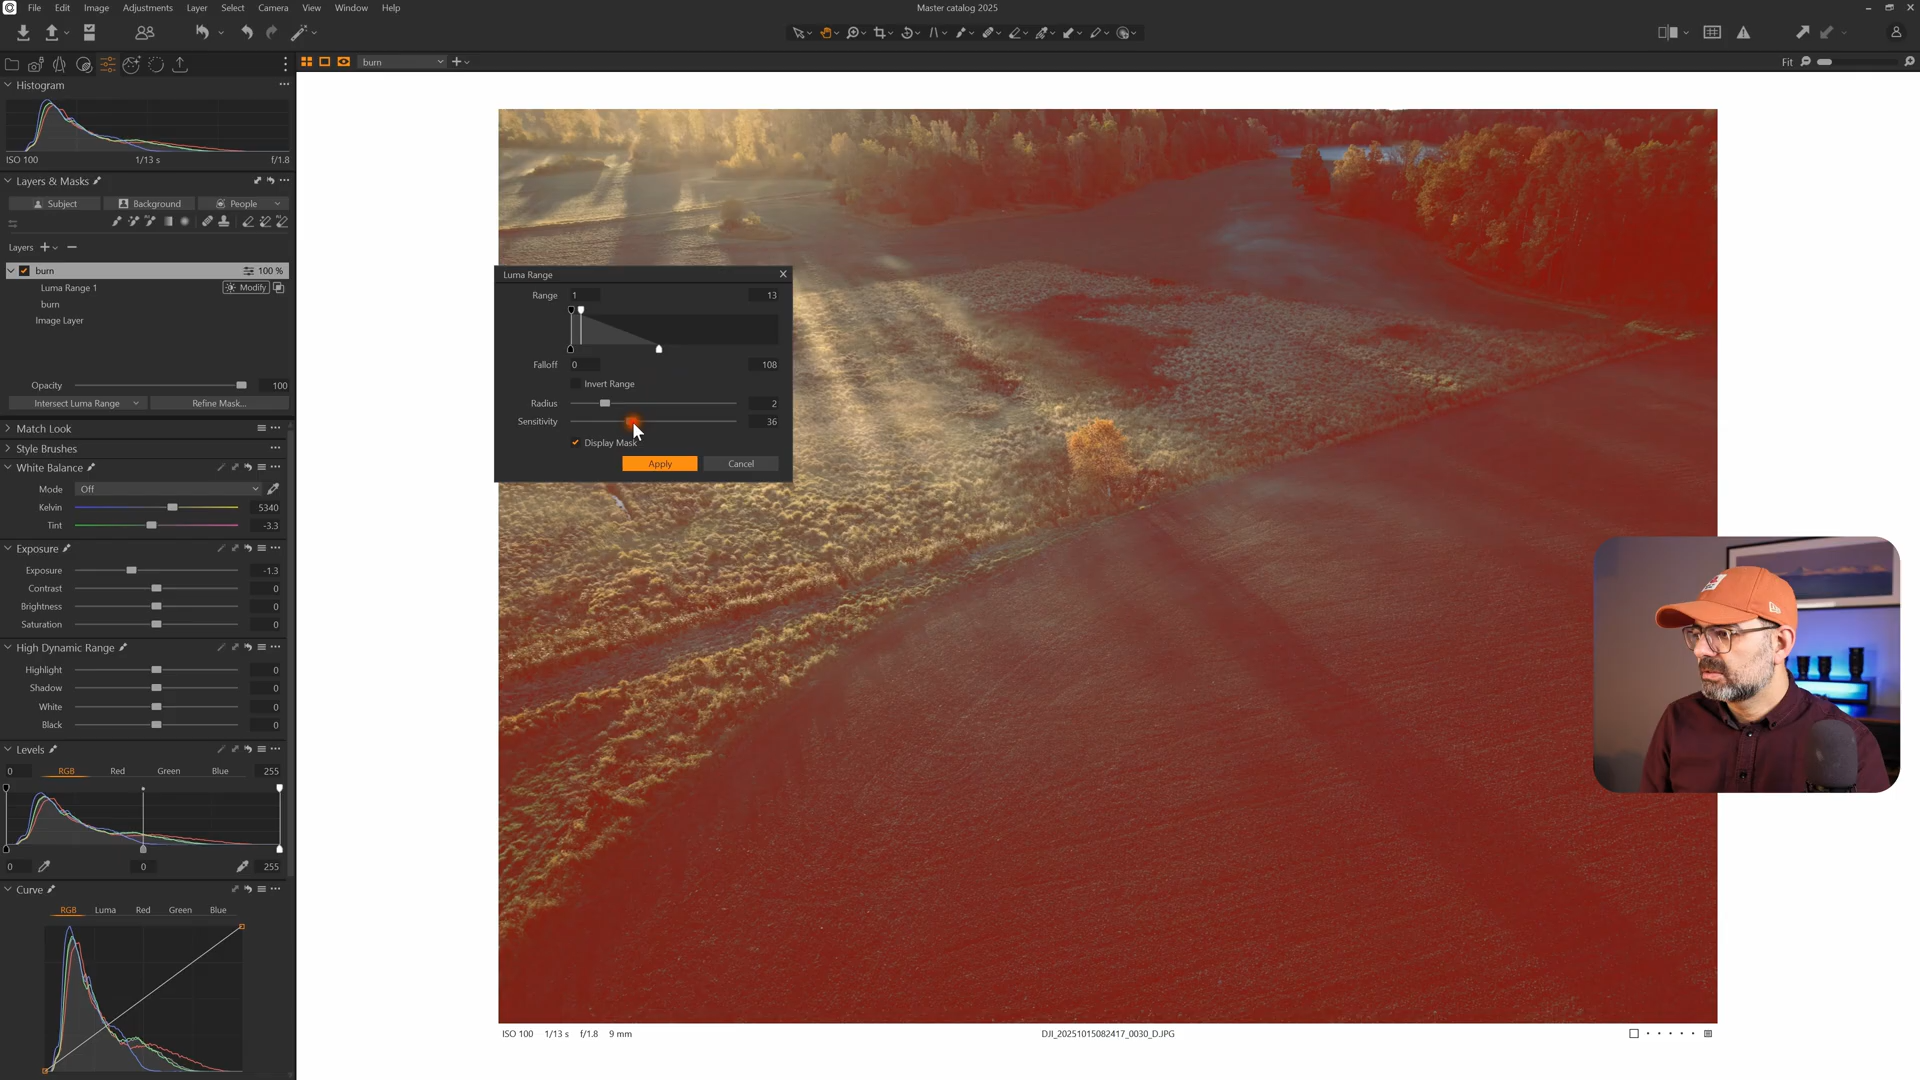 File Edit Image Adjustments Layer Select Camera View Window Help
Master catalog 2025
burn
Fit
Histogram
ISO 100 1/13 s f/1.8
Layers & Masks
Subject Background People
Layers
burn 100 %
Luma Range 1 Modify
burn
Image Layer
Opacity 100
Intersect Luma Range Refine Mask...
Match Look
Style Brushes
White Balance
Mode Off
Kelvin 5340
Tint -3.3
Exposure
Exposure -1.3
Contrast 0
Brightness 0
Saturation 0
High Dynamic Range
Highlight 0
Shadow 0
White 0
Black 0
Levels
0 RGB Red Green Blue 255
0 0 255
Curve
RGB Luma Red Green Blue
Luma Range
Range 1 13
Falloff 0 108
Invert Range
Radius 2
Sensitivity 36
Display Mask
Apply Cancel
ISO 100 1/13 s f/1.8 9 mm
DJI_20251015082417_0030_D.JPG